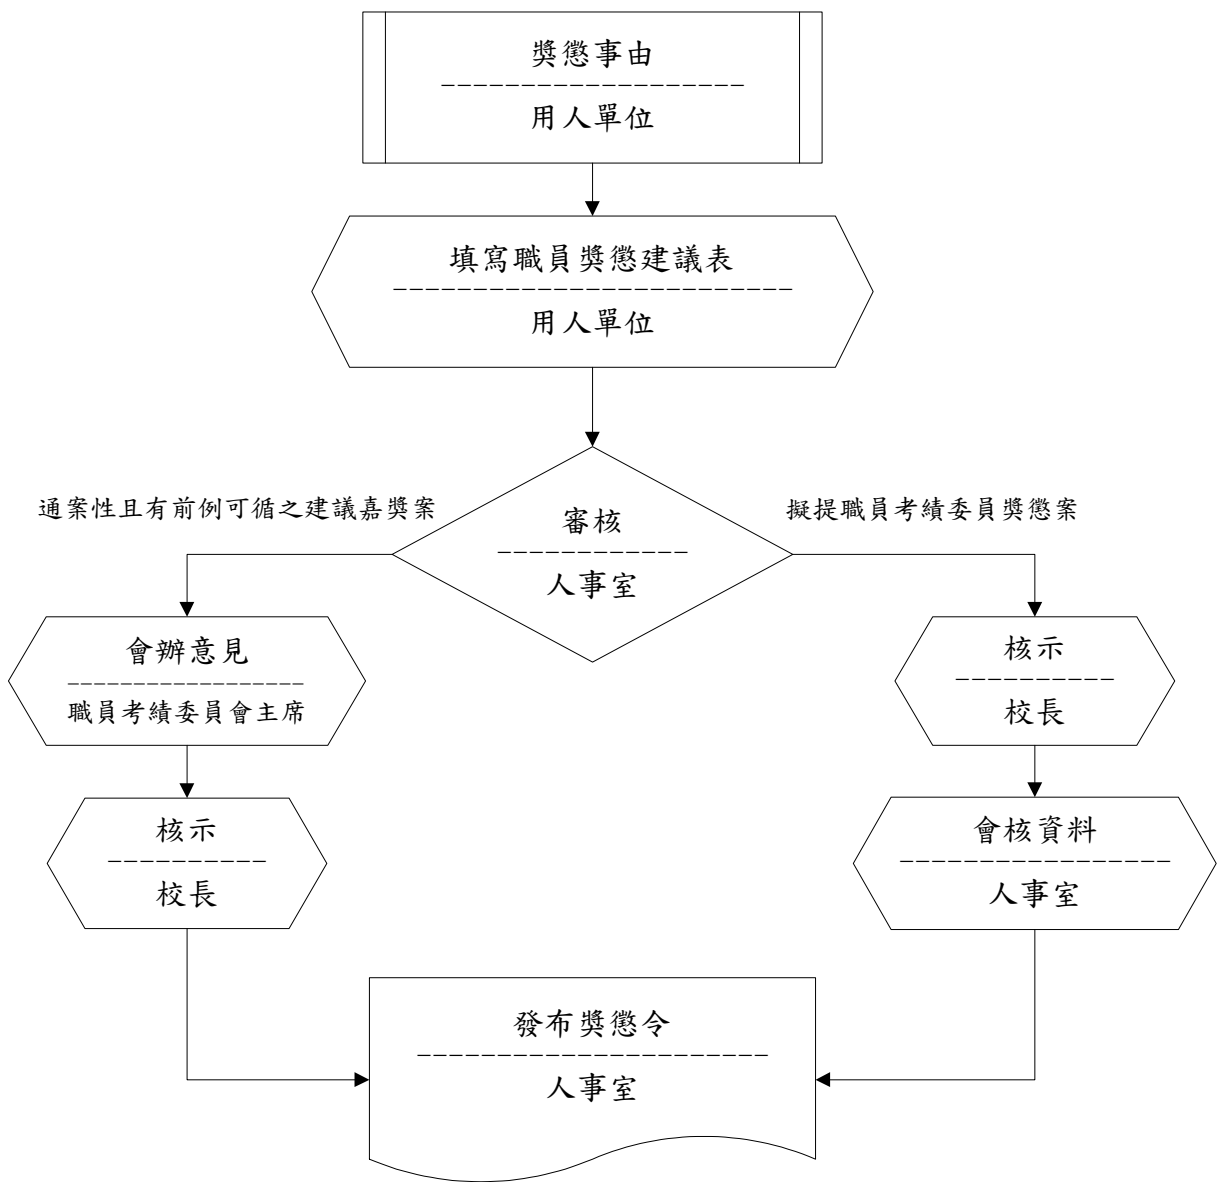 獎懲事由
用人單位
填寫職員獎懲建議表
用人單位
通案性且有前例可循之建議嘉獎案
審核
人事室
擬提職員考績委員獎懲案
會辦意見
職員考績委員會主席
核示
校長
核示
校長
會核資料
人事室
發布獎懲令
人事室